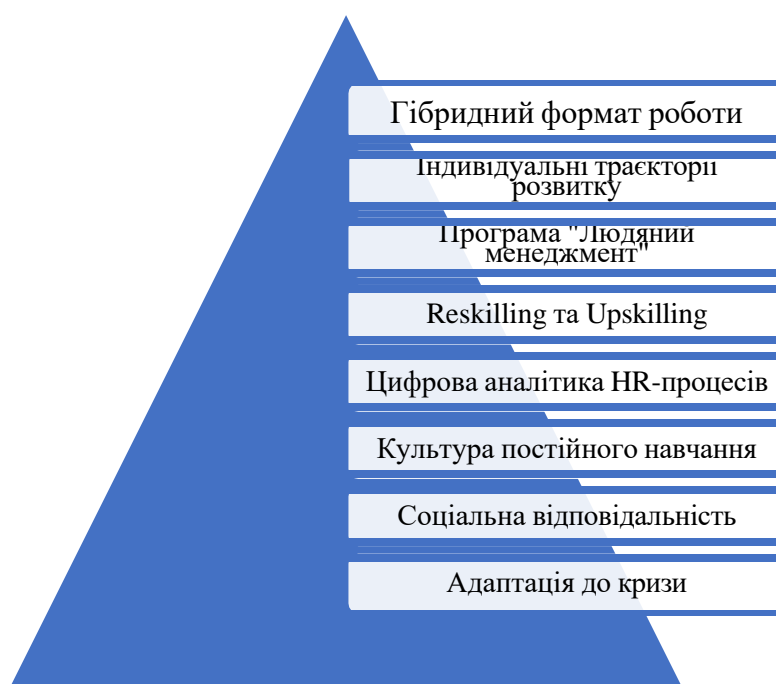 Гібридний формат роботи
Індивідуальні траєкторії
розвитку
Програма "Людяний
менеджмент"
Reskilling та Upskilling
Цифрова аналітика HR-процесів
Культура постійного навчання
Соціальна відповідальність
Адаптація до кризи